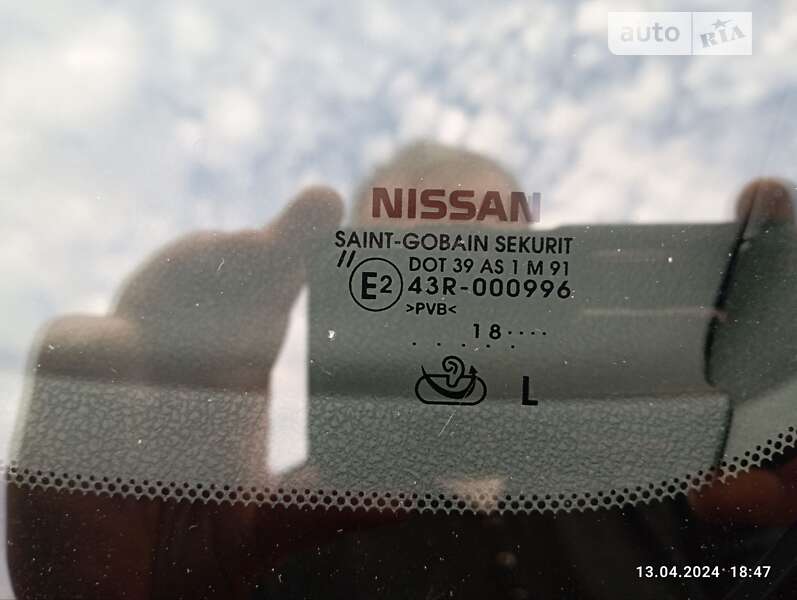 auto RIA
NISSAN
SAINT-GOBAIN SEKURIT
// DOT 39 AS 1 M 91
E2 43R-000996
>PVB<
18····
· · · · · ·
L
13.04.2024 18:47